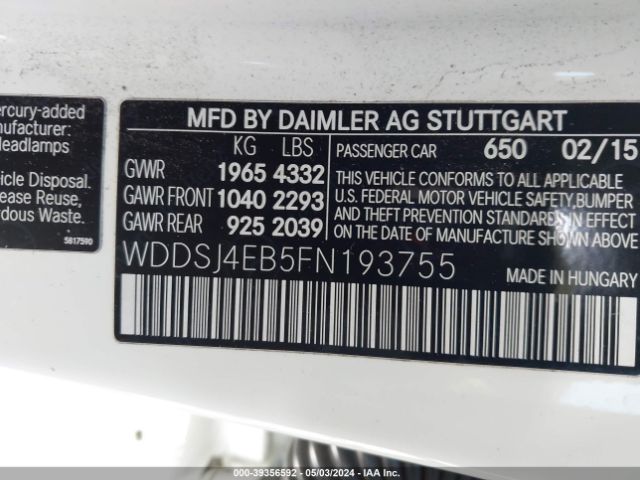 ercury-added
anufacturer:
eadlamps
hicle Disposal.
ease Reuse,
rdous Waste.
5817590
MFD BY DAIMLER AG STUTTGART
KG LBS
GVWR 1965 4332
GAWR FRONT 1040 2293
GAWR REAR 925 2039
PASSENGER CAR 650 02/15
THIS VEHICLE CONFORMS TO ALL APPLICABLE
U.S. FEDERAL MOTOR VEHICLE SAFETY,BUMPER
AND THEFT PREVENTION STANDARDS IN EFFECT
ON THE DATE OF MANUFACTURE SHOWN ABOVE.
WDDSJ4EB5FN193755
MADE IN HUNGARY
000-39356592 - 05/03/2024 - IAA Inc.